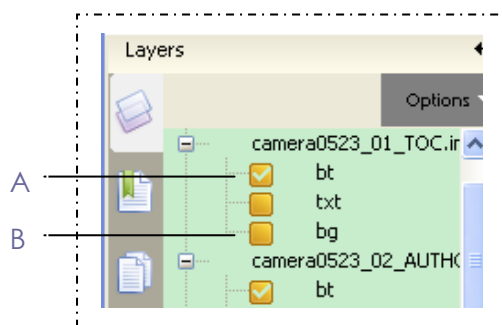 Layers
Options
camera0523_01_TOC.ir
A bt
txt
B bg
camera0523_02_AUTH(
bt